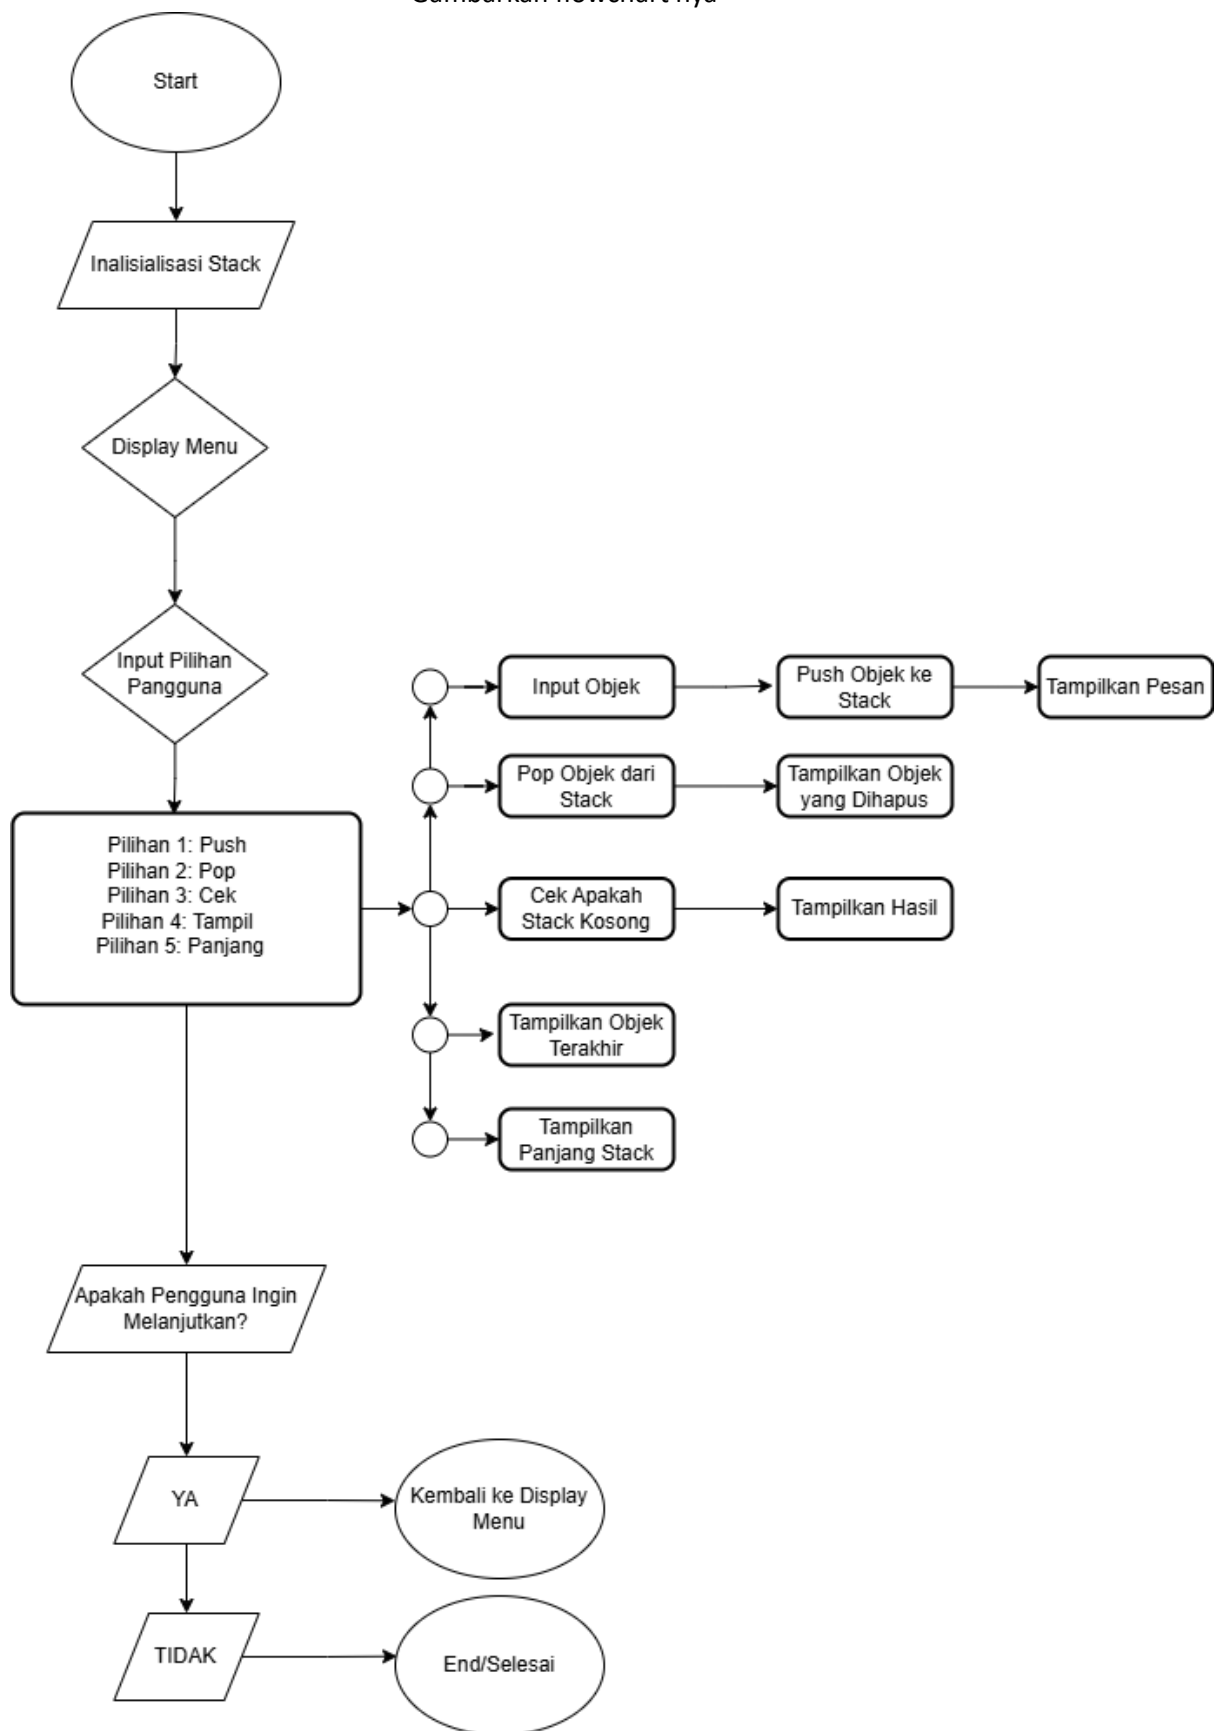 Gambarkan flowchart nya
Start
Inalisialisasi Stack
Display Menu
Input Pilihan
Pangguna
Pilihan 1: Push
Pilihan 2: Pop
Pilihan 3: Cek
Pilihan 4: Tampil
Pilihan 5: Panjang
Input Objek
Push Objek ke
Stack
Tampilkan Pesan
Pop Objek dari
Stack
Tampilkan Objek
yang Dihapus
Cek Apakah
Stack Kosong
Tampilkan Hasil
Tampilkan Objek
Terakhir
Tampilkan
Panjang Stack
Apakah Pengguna Ingin
Melanjutkan?
YA
Kembali ke Display
Menu
TIDAK
End/Selesai